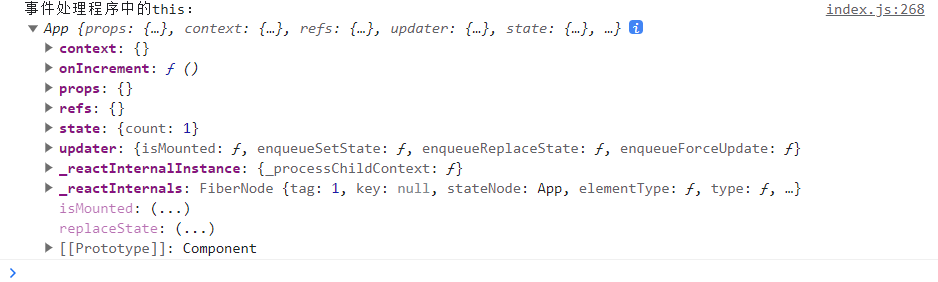 事件处理程序中的this： index.js:268
▼ App {props: {…}, context: {…}, refs: {…}, updater: {…}, state: {…}, …} i
▶ context: {}
▶ onIncrement: ƒ ()
▶ props: {}
▶ refs: {}
▶ state: {count: 1}
▶ updater: {isMounted: ƒ, enqueueSetState: ƒ, enqueueReplaceState: ƒ, enqueueForceUpdate: ƒ}
▶ _reactInternalInstance: {_processChildContext: ƒ}
▶ _reactInternals: FiberNode {tag: 1, key: null, stateNode: App, elementType: ƒ, type: ƒ, …}
isMounted: (...)
replaceState: (...)
▶ [[Prototype]]: Component